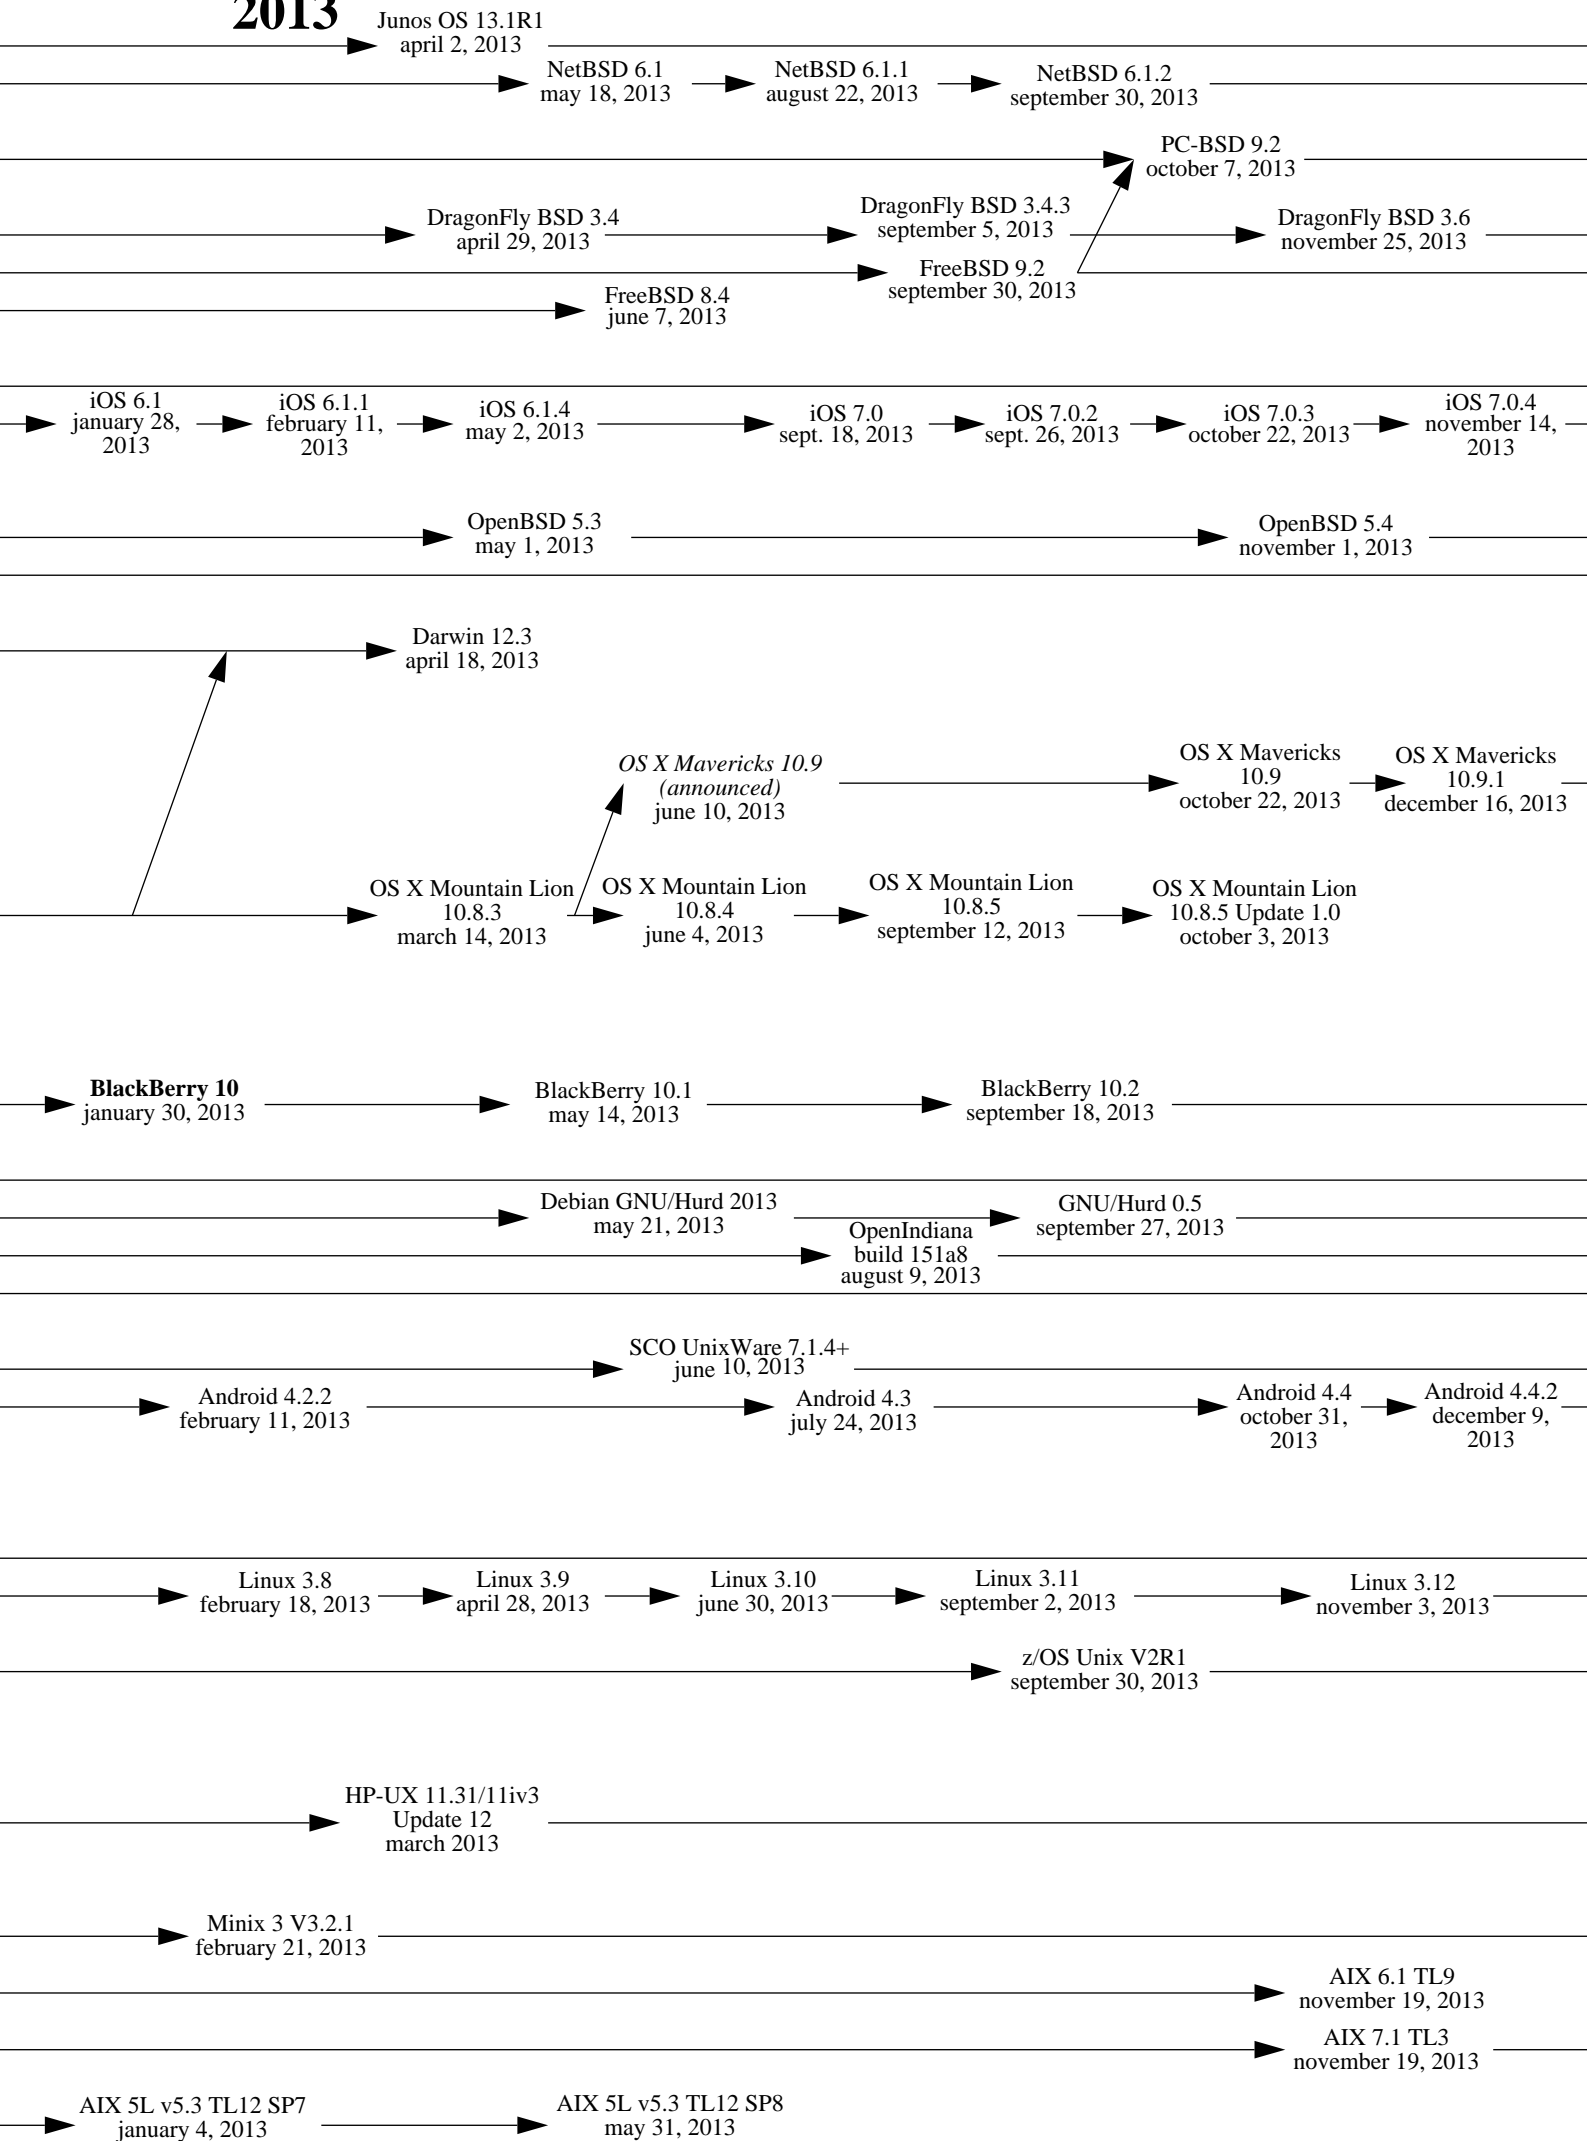 2013
Junos OS 13.1R1
april 2, 2013
NetBSD 6.1
may 18, 2013
NetBSD 6.1.1
august 22, 2013
NetBSD 6.1.2
september 30, 2013
PC-BSD 9.2
october 7, 2013
DragonFly BSD 3.4
april 29, 2013
DragonFly BSD 3.4.3
september 5, 2013
DragonFly BSD 3.6
november 25, 2013
FreeBSD 9.2
september 30, 2013
FreeBSD 8.4
june 7, 2013
iOS 6.1
january 28,
2013
iOS 6.1.1
february 11,
2013
iOS 6.1.4
may 2, 2013
iOS 7.0
sept. 18, 2013
iOS 7.0.2
sept. 26, 2013
iOS 7.0.3
october 22, 2013
iOS 7.0.4
november 14,
2013
OpenBSD 5.3
may 1, 2013
OpenBSD 5.4
november 1, 2013
Darwin 12.3
april 18, 2013
OS X Mavericks 10.9
(announced)
june 10, 2013
OS X Mavericks
10.9
october 22, 2013
OS X Mavericks
10.9.1
december 16, 2013
OS X Mountain Lion
10.8.3
march 14, 2013
OS X Mountain Lion
10.8.4
june 4, 2013
OS X Mountain Lion
10.8.5
september 12, 2013
OS X Mountain Lion
10.8.5 Update 1.0
october 3, 2013
BlackBerry 10
january 30, 2013
BlackBerry 10.1
may 14, 2013
BlackBerry 10.2
september 18, 2013
Debian GNU/Hurd 2013
may 21, 2013
GNU/Hurd 0.5
september 27, 2013
OpenIndiana
build 151a8
august 9, 2013
SCO UnixWare 7.1.4+
june 10, 2013
Android 4.2.2
february 11, 2013
Android 4.3
july 24, 2013
Android 4.4
october 31,
2013
Android 4.4.2
december 9,
2013
Linux 3.8
february 18, 2013
Linux 3.9
april 28, 2013
Linux 3.10
june 30, 2013
Linux 3.11
september 2, 2013
Linux 3.12
november 3, 2013
z/OS Unix V2R1
september 30, 2013
HP-UX 11.31/11iv3
Update 12
march 2013
Minix 3 V3.2.1
february 21, 2013
AIX 6.1 TL9
november 19, 2013
AIX 7.1 TL3
november 19, 2013
AIX 5L v5.3 TL12 SP7
january 4, 2013
AIX 5L v5.3 TL12 SP8
may 31, 2013